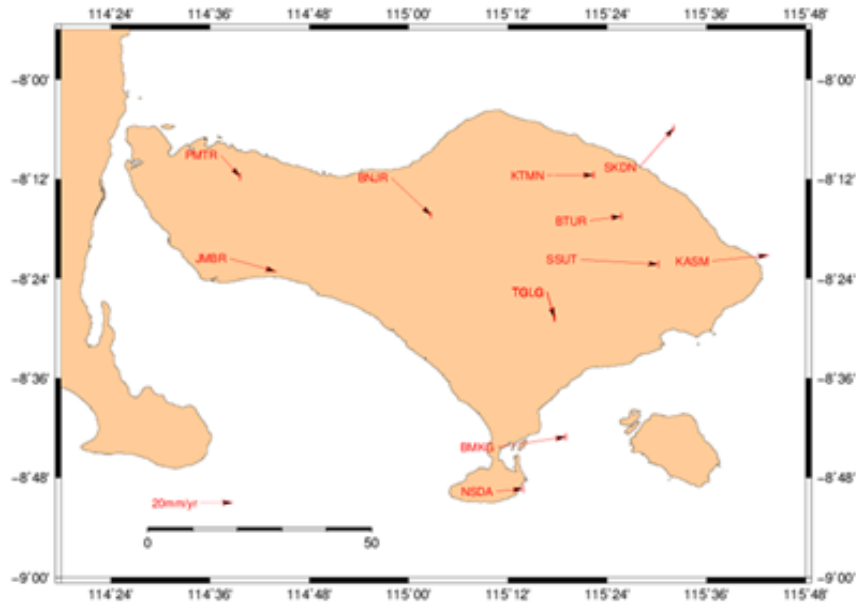 114˚24' 114˚36' 114˚48' 115˚00' 115˚12' 115˚24' 115˚36' 115˚48'
−8˚00' −8˚00'
PMTR
SKDN
BNJR KTMN
−8˚12' −8˚12'
BTUR
JMBR SSUT KASM
−8˚24' −8˚24'
TGLG
−8˚36' −8˚36'
BMKG
−8˚48' −8˚48'
NSDA
20mm/yr
0 50
−9˚00' −9˚00'
114˚24' 114˚36' 114˚48' 115˚00' 115˚12' 115˚24' 115˚36' 115˚48'